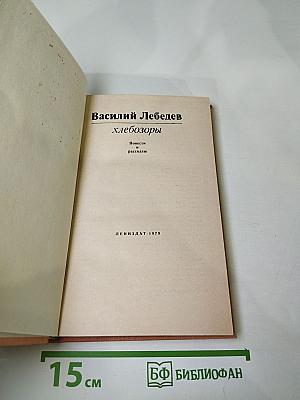 Василий Лебедев
хлебозоры
Повести
и
рассказы
ЛЕНИЗДАТ·1979
15 см
БФ БИБЛИОФАН